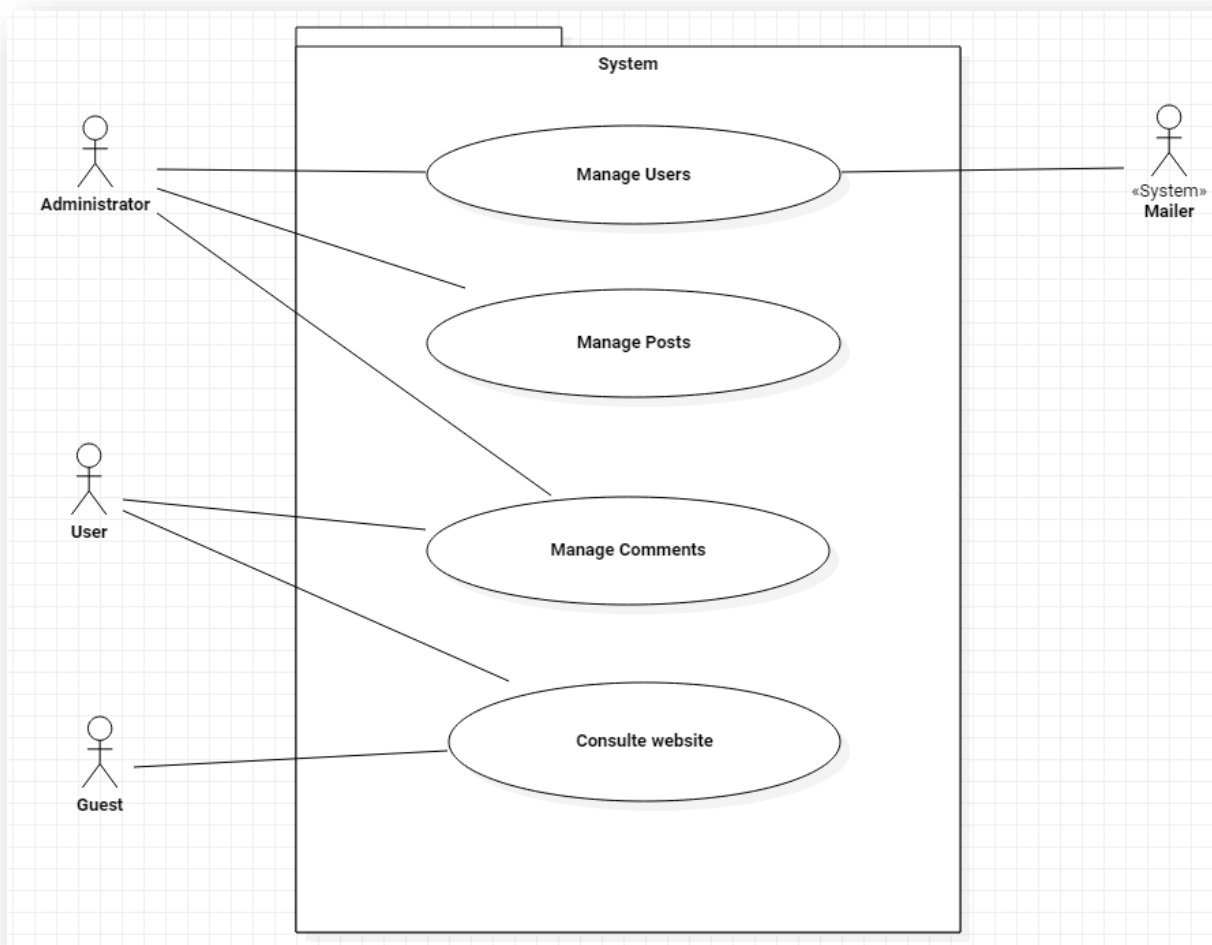 System
Manage Users
Administrator
«System»
Mailer
Manage Posts
User
Manage Comments
Consulte website
Guest